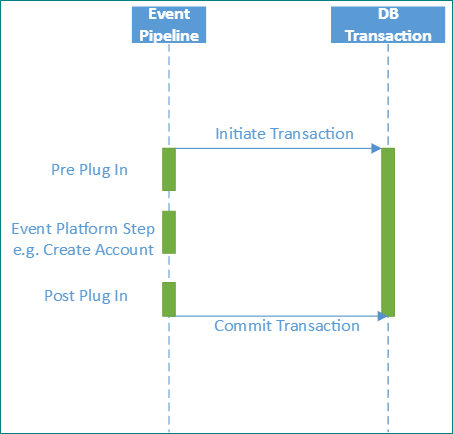 Event
Pipeline
DB
Transaction
Initiate Transaction
Pre Plug In
Event Platform Step
e.g. Create Account
Post Plug In
Commit Transaction